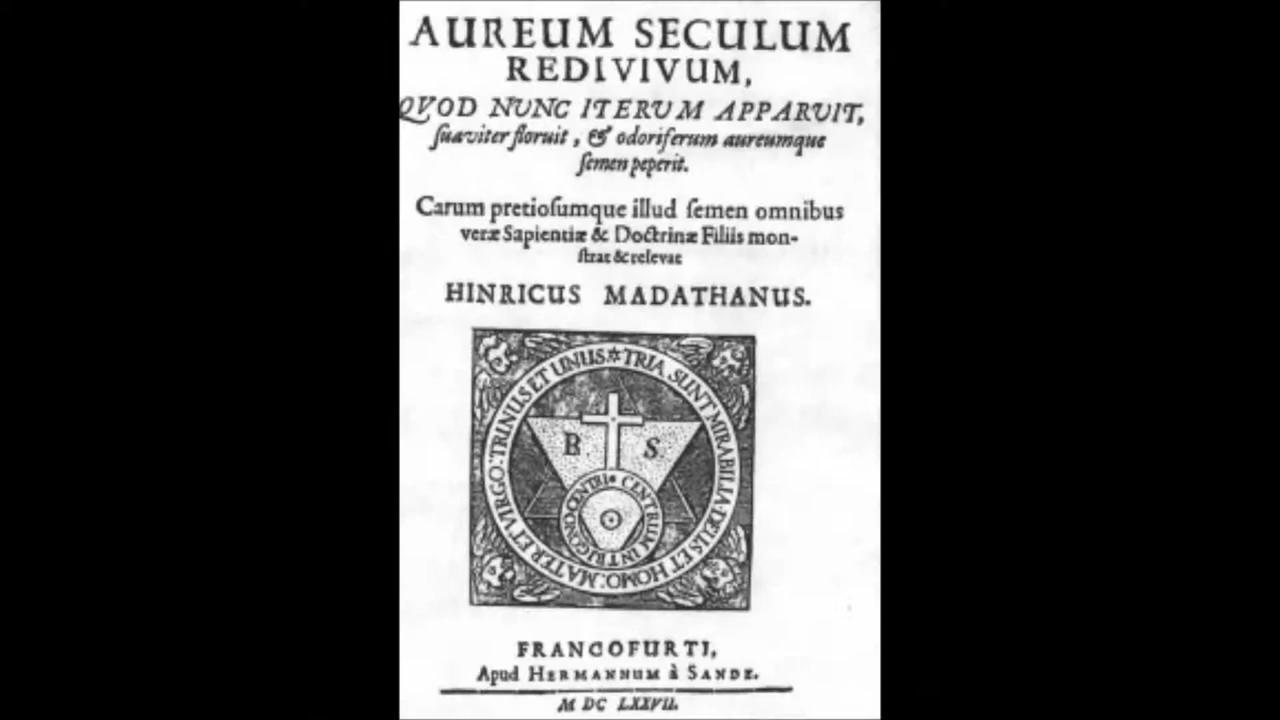 AUREUM SECULUM
REDIVIVUM,
QVOD NUNC ITERUM APPARUIT,
ſuaviter floruit, & odoriferum aureumque
ſemen peperit.
Carum pretioſumque illud ſemen omnibus
veræ Sapientiæ & Doctrinæ Filiis mon-
ſtrat & relevat
HINRICUS MADATHANUS.
TRIA SUNT MIRABILIA: DEUS ET HOMO: MATER ET VIRGO: TRINUS ET UNUS
B. S.
CENTRUM IN TRIGONO CENTRI
FRANCOFURTI,
Apud HERMANNUM à SANDE.
M DC LXXVII.